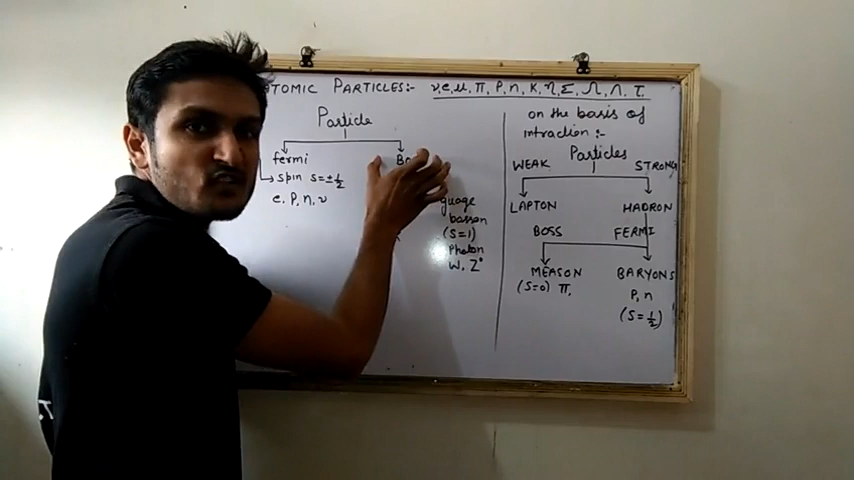 ATOMIC PARTICLES:- ν,e,μ, π, P, n, K, η, Σ, Ω, Λ, τ
Particle
fermi
spin s=±½
e, P, n, ν
guage
basson
(S=1)
Photon
W, Z°
on the basis of
intraction :-
Particles
WEAK STRONG
LAPTON HADRON
BOSS FERMI
MEASON BARYONS
(S=0) π, P, n
(S=½)